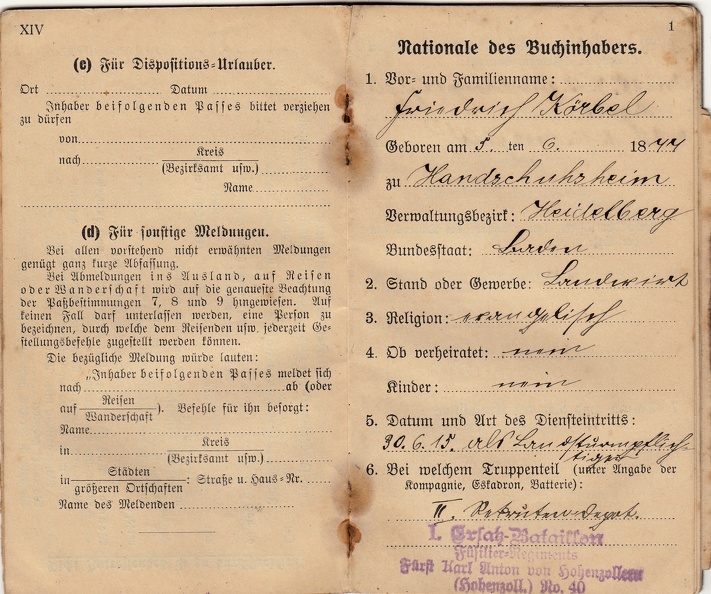 XIV
(c) Für Dispositions-Urlauber.
Ort Datum
Inhaber beifolgenden Passes bittet verziehen
zu dürfen
von
nach Kreis
(Bezirksamt usw.)
Name
(d) Für sonstige Meldungen.
Bei allen vorstehend nicht erwähnten Meldungen
genügt ganz kurze Abfassung.
Bei Abmeldungen ins Ausland, auf Reisen
oder Wanderschaft wird auf die genaueste Beachtung
der Paßbestimmungen 7, 8 und 9 hingewiesen. Auf
keinen Fall darf unterlassen werden, eine Person zu
bezeichnen, durch welche dem Reisenden usw. jederzeit Ge-
stellungsbefehle zugestellt werden können.
Die bezügliche Meldung würde lauten:
„Inhaber beifolgenden Passes meldet sich
nach ab (oder
auf Reisen
Wanderschaft ). Befehle für ihn besorgt:
Name
in Kreis
(Bezirksamt usw.)
in Städten
größeren Ortschaften : Straße u. Haus-Nr.
Name des Meldenden
1
Nationale des Buchinhabers.
1. Vor- und Familienname:
Friedrich Körbel
Geboren am 5. ten 6. 18
zu Handschuhsheim
Verwaltungsbezirk: Heidelberg
Bundesstaat: Baden
2. Stand oder Gewerbe: Landwirt
3. Religion: evangelisch
4. Ob verheiratet: nein
Kinder: nein
5. Datum und Art des Diensteintritts:
30.6.15. als Landsturmpflich-
tiger
6. Bei welchem Truppenteil (unter Angabe der
Kompagnie, Eskadron, Batterie):
II. Rekrutendepot.
I. Ersatz-Bataillon
Füsilier-Regiments
Fürst Karl Anton von Hohenzollern
(Hohenzoll.) No. 40